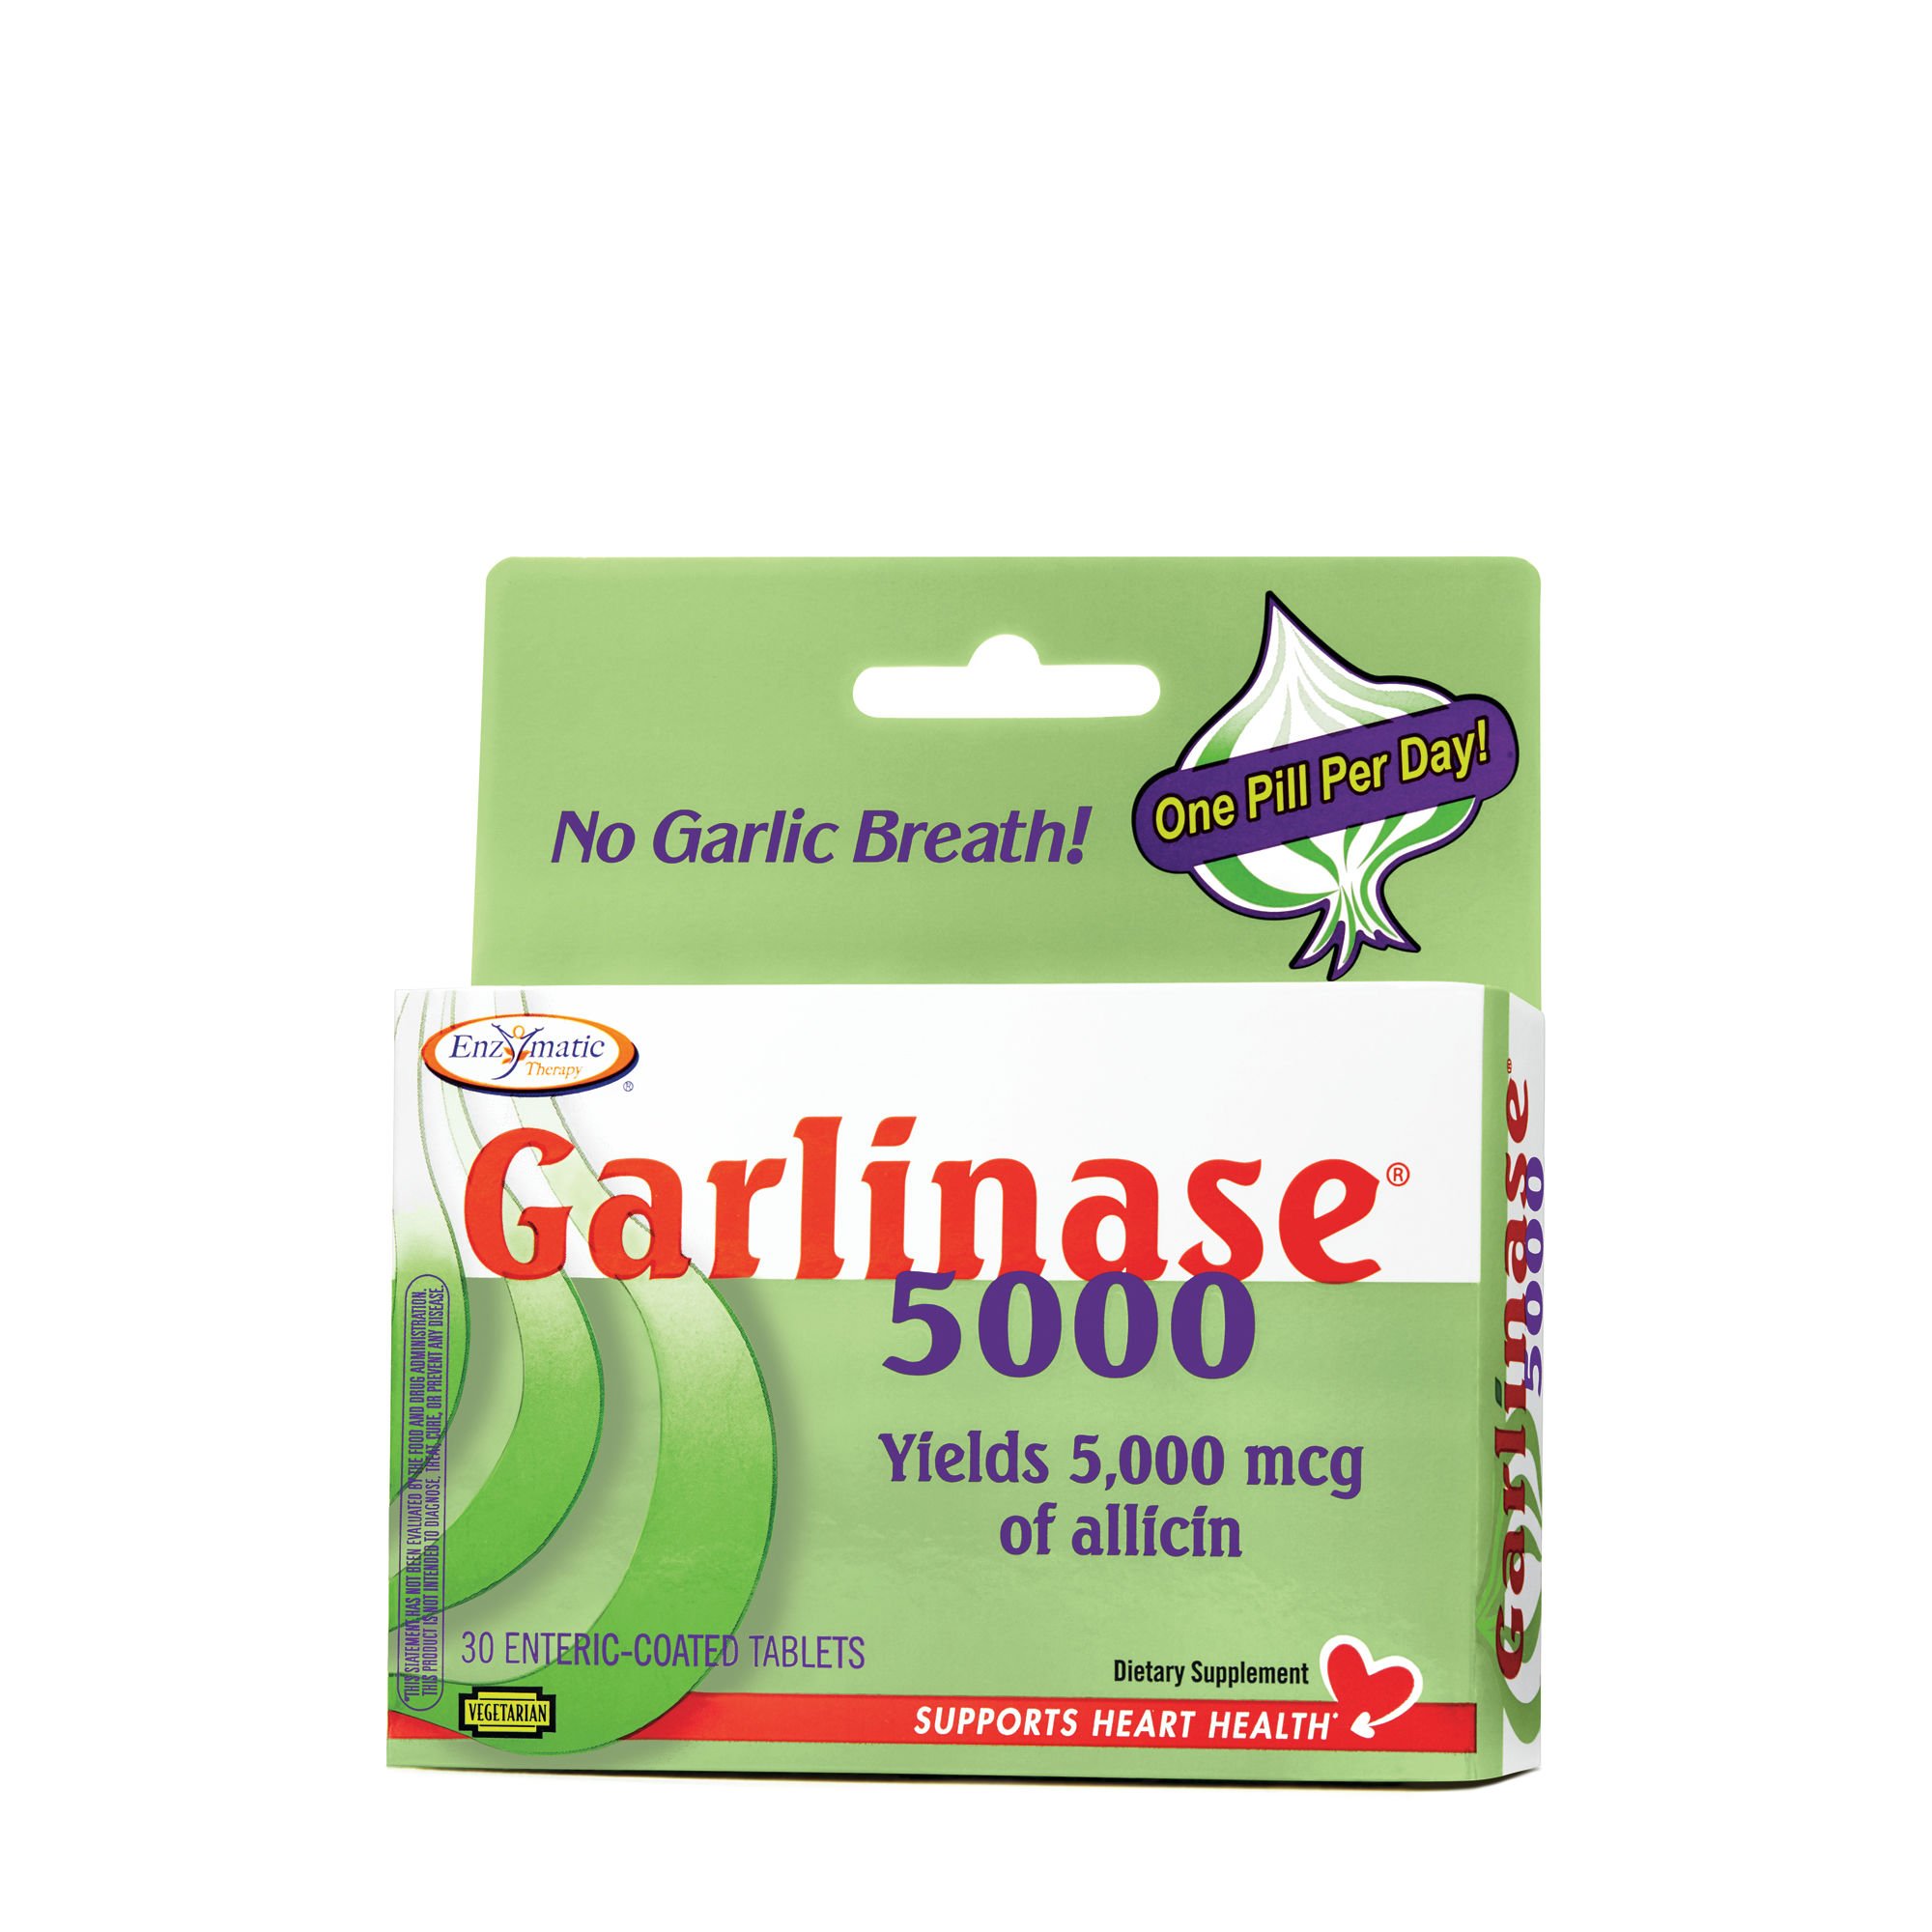 No Garlic Breath!
One Pill Per Day!
Enzymatic
Therapy
®
Garlinase®
5000
Yields 5,000 mcg
of allicin
30 ENTERIC-COATED TABLETS
VEGETARIAN
Dietary Supplement
SUPPORTS HEART HEALTH*
*THIS STATEMENT HAS NOT BEEN EVALUATED BY THE FOOD AND DRUG ADMINISTRATION.
THIS PRODUCT IS NOT INTENDED TO DIAGNOSE, TREAT, CURE, OR PREVENT ANY DISEASE.
Garlinase®
5000